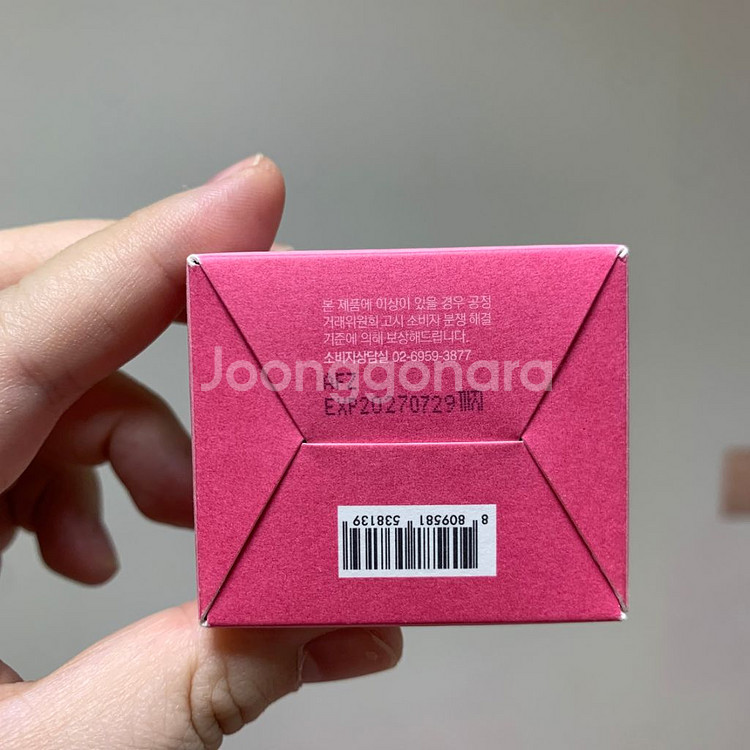 본 제품에 이상이 있을 경우 공정
거래위원회 고시 소비자 분쟁 해결
기준에 의해 보상해드립니다.
소비자상담실 02-6959-3877
Joonggonara
AFZ
EXP20270729까지
8 809581 538139